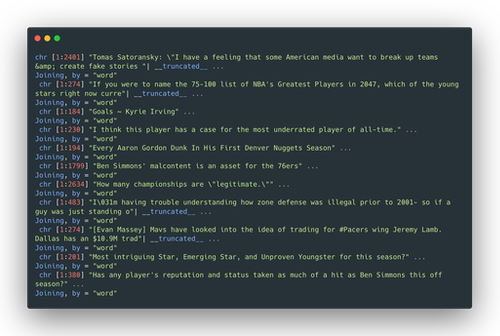 chr [1:2401] "Tomas Satoransky: \"I have a feeling that some American media want to break up teams
&amp; create fake stories "| __truncated__ ...
Joining, by = "word"
chr [1:274] "If you were to name the 75-100 list of NBA's Greatest Players in 2047, which of the young
stars right now curre"| __truncated__ ...
Joining, by = "word"
chr [1:184] "Goals ~ Kyrie Irving" ...
Joining, by = "word"
chr [1:230] "I think this player has a case for the most underrated player of all-time." ...
Joining, by = "word"
chr [1:194] "Every Aaron Gordon Dunk In His First Denver Nuggets Season" ...
Joining, by = "word"
chr [1:1799] "Ben Simmons' malcontent is an asset for the 76ers" ...
Joining, by = "word"
chr [1:2634] "How many championships are \"legitimate.\"" ...
Joining, by = "word"
chr [1:483] "I\031m having trouble understanding how zone defense was illegal prior to 2001- so if a
guy was just standing o"| __truncated__ ...
Joining, by = "word"
chr [1:274] "[Evan Massey] Mavs have looked into the idea of trading for #Pacers wing Jeremy Lamb.
Dallas has an $10.9M trad"| __truncated__ ...
Joining, by = "word"
chr [1:201] "Most intriguing Star, Emerging Star, and Unproven Youngster for this season?" ...
Joining, by = "word"
chr [1:380] "Has any player's reputation and status taken as much of a hit as Ben Simmons this off
season?" ...
Joining, by = "word"